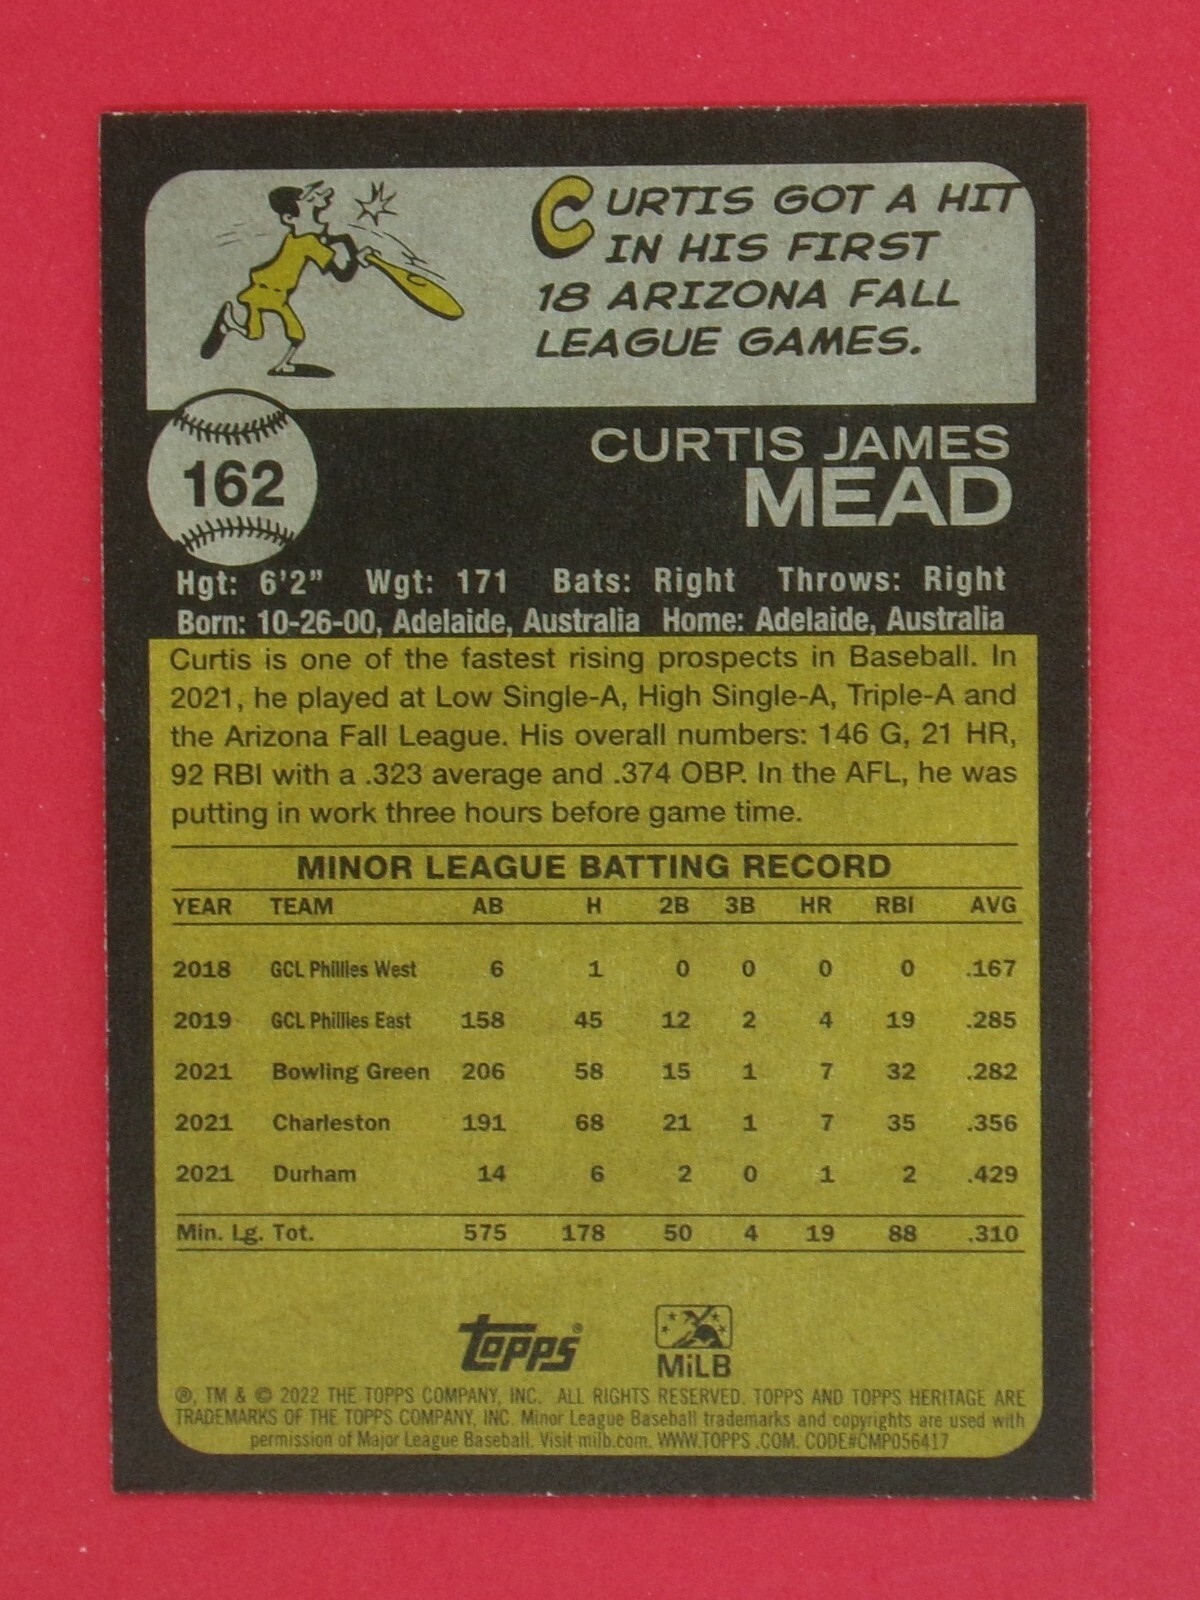 CURTIS GOT A HIT
IN HIS FIRST
18 ARIZONA FALL
LEAGUE GAMES.
162
CURTIS JAMES
MEAD
Hgt: 6'2" Wgt: 171 Bats: Right Throws: Right
Born: 10-26-00, Adelaide, Australia Home: Adelaide, Australia
Curtis is one of the fastest rising prospects in Baseball. In
2021, he played at Low Single-A, High Single-A, Triple-A and
the Arizona Fall League. His overall numbers: 146 G, 21 HR,
92 RBI with a .323 average and .374 OBP. In the AFL, he was
putting in work three hours before game time.
MINOR LEAGUE BATTING RECORD
YEAR TEAM AB H 2B 3B HR RBI AVG
2018 GCL Phillies West 6 1 0 0 0 0 .167
2019 GCL Phillies East 158 45 12 2 4 19 .285
2021 Bowling Green 206 58 15 1 7 32 .282
2021 Charleston 191 68 21 1 7 35 .356
2021 Durham 14 6 2 0 1 2 .429
Min. Lg. Tot. 575 178 50 4 19 88 .310
topps® MiLB
®, TM & © 2022 THE TOPPS COMPANY, INC. ALL RIGHTS RESERVED. TOPPS AND TOPPS HERITAGE ARE
TRADEMARKS OF THE TOPPS COMPANY, INC. Minor League Baseball trademarks and copyrights are used with
permission of Major League Baseball. Visit milb.com. WWW.TOPPS.COM. CODE#CMP056417